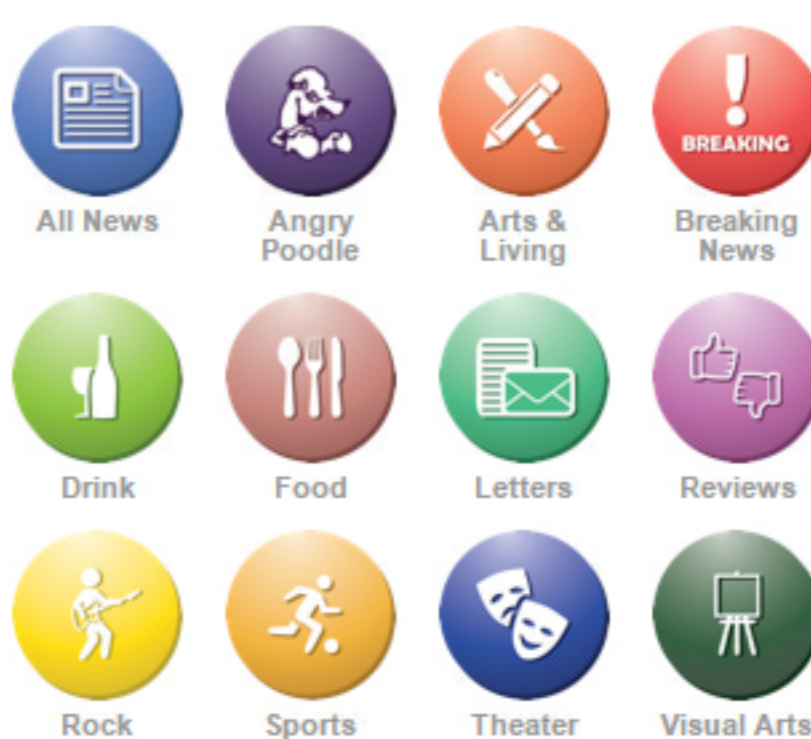 BREAKING
All News
Angry
Poodle
Arts &
Living
Breaking
News
Drink
Food
Letters
Reviews
Rock
Sports
Theater
Visual Arts